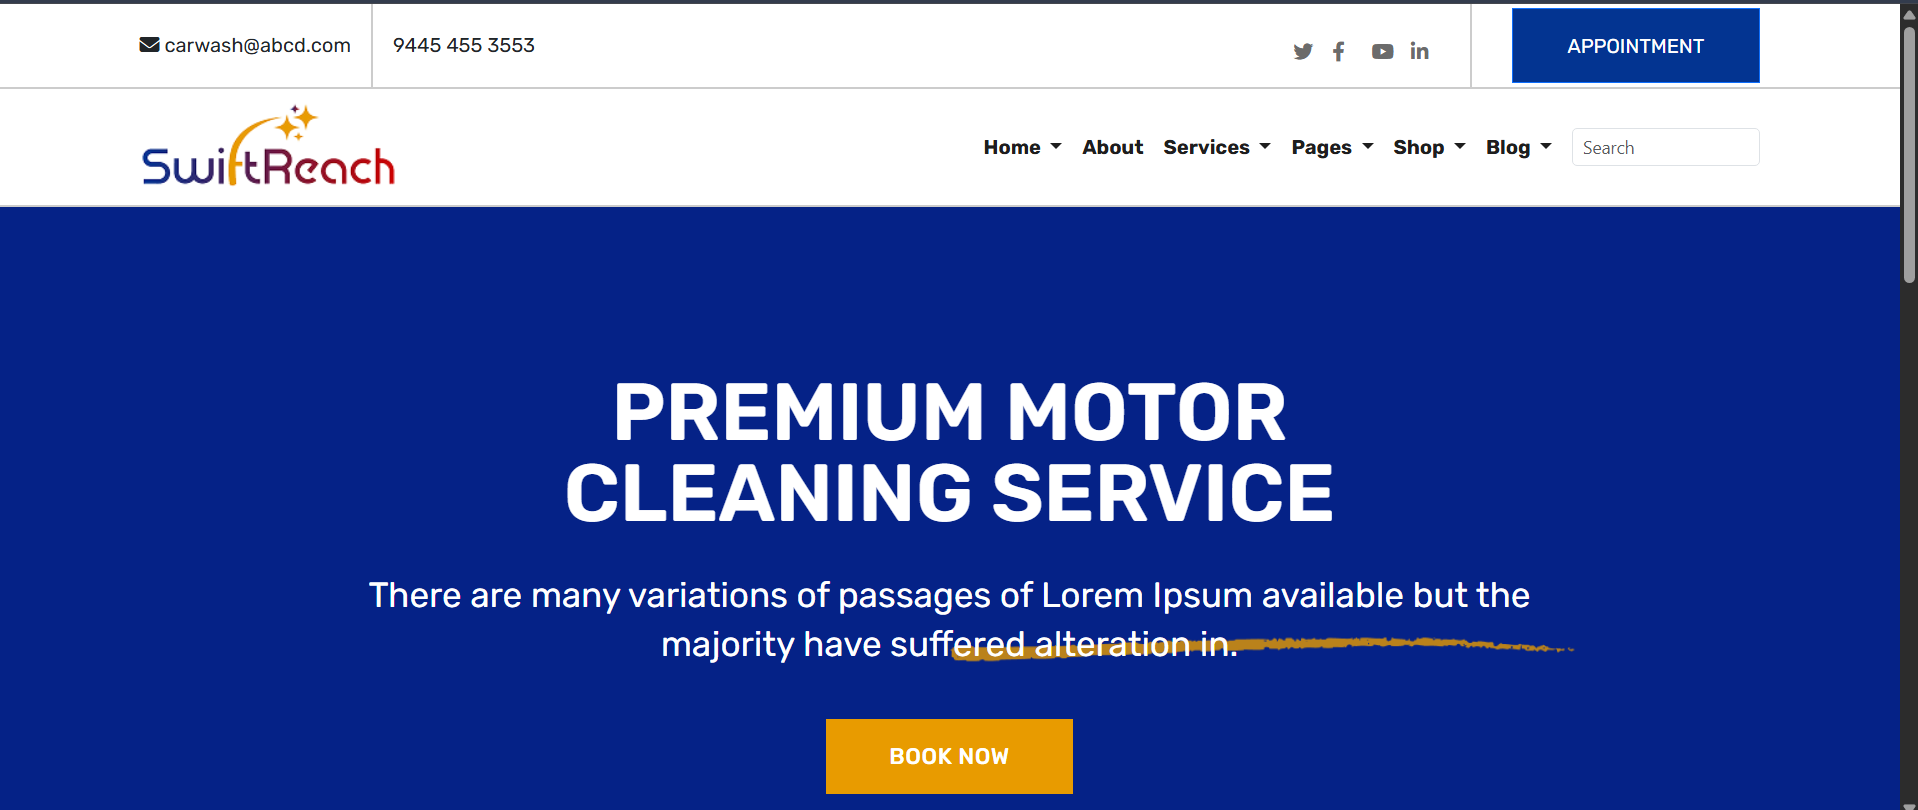 carwash@abcd.com
9445 455 3553
APPOINTMENT
SwiftReach
Home About Services Pages Shop Blog Search
PREMIUM MOTOR
CLEANING SERVICE
There are many variations of passages of Lorem Ipsum available but the
majority have suffered alteration in.
BOOK NOW